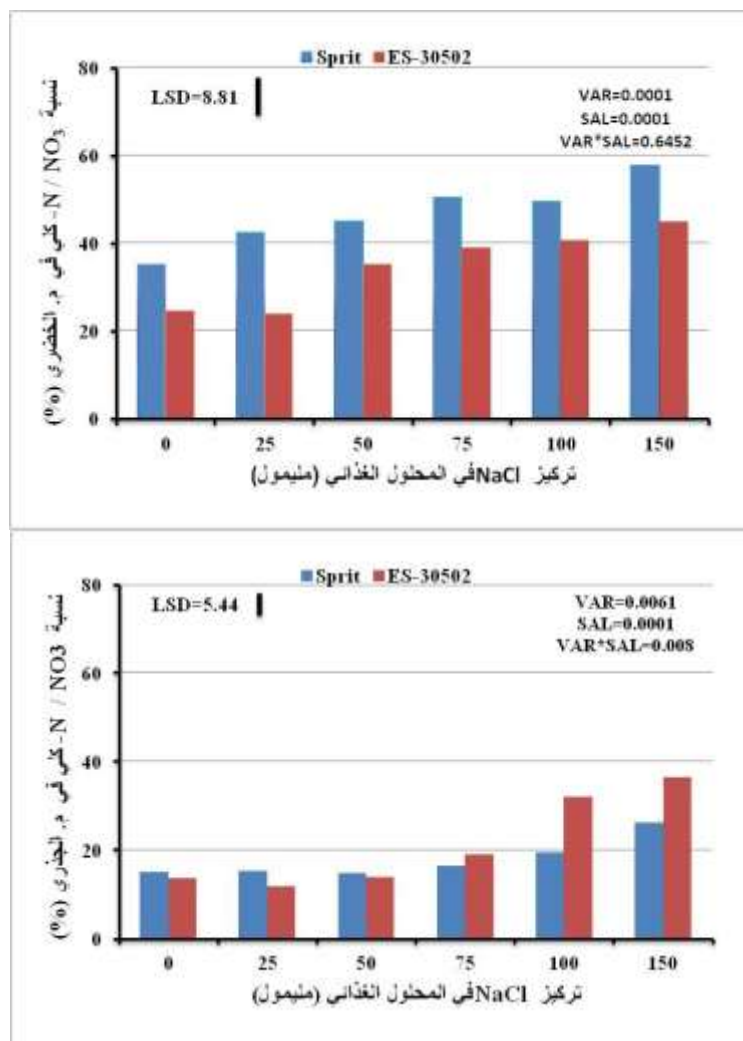 Sprit ES-30502
80
60
40
20
0
LSD=8.81
VAR=0.0001
SAL=0.0001
VAR*SAL=0.6452
نسبة N / NO3-كلي في م. الخضري (%)
0 25 50 75 100 150
تركيز NaCl في المحلول الغذائي (مليمول)
Sprit ES-30502
80
60
40
20
0
LSD=5.44
VAR=0.0061
SAL=0.0001
VAR*SAL=0.008
نسبة N / NO3-كلي في م. الجذري (%)
0 25 50 75 100 150
تركيز NaCl في المحلول الغذائي (مليمول)